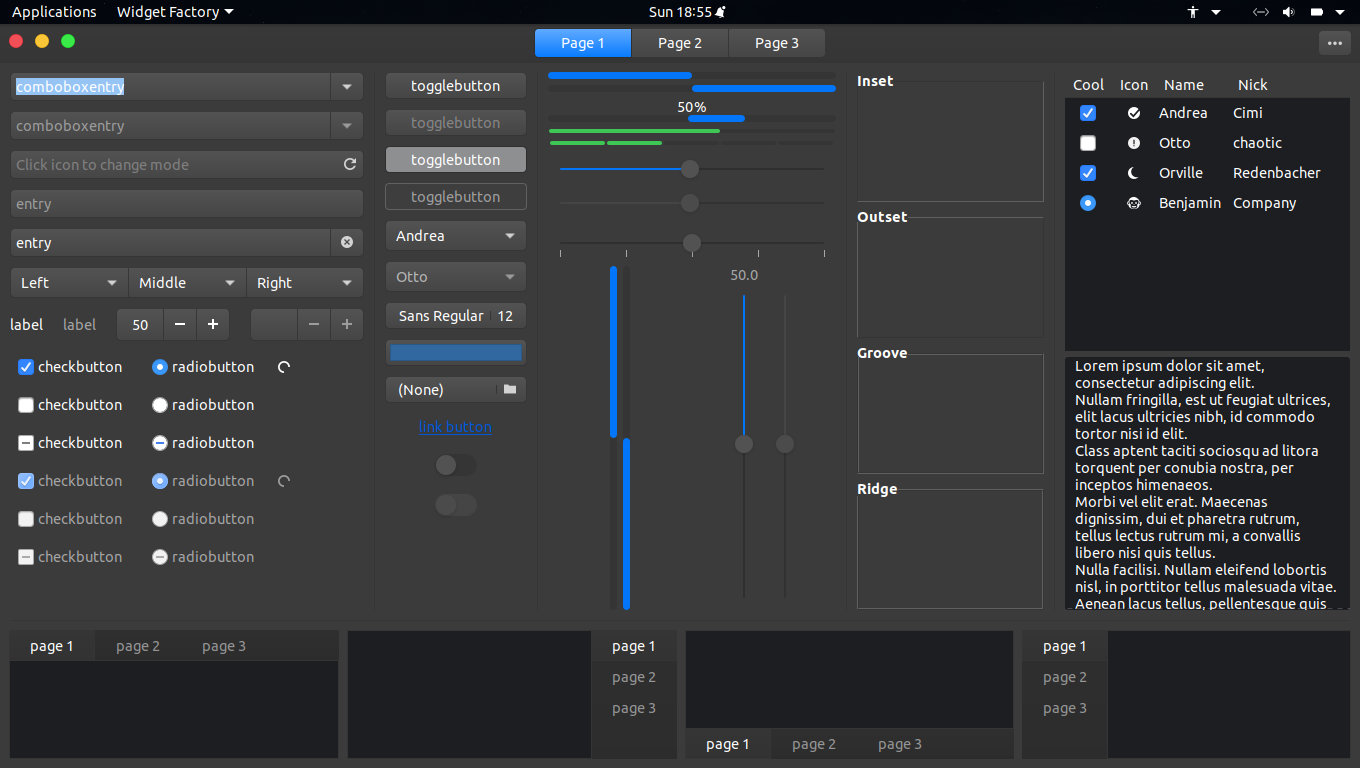 Applications Widget Factory Sun 18:55
Page 1 Page 2 Page 3
comboboxentry
comboboxentry
Click icon to change mode
entry
entry
Left Middle Right
label label 50
checkbutton radiobutton
checkbutton radiobutton
checkbutton radiobutton
checkbutton radiobutton
checkbutton radiobutton
checkbutton radiobutton
togglebutton
togglebutton
togglebutton
togglebutton
Andrea
Otto
Sans Regular 12
(None)
link button
50%
50.0
Inset
Outset
Groove
Ridge
Cool Icon Name Nick
Andrea Cimi
Otto chaotic
Orville Redenbacher
Benjamin Company
Lorem ipsum dolor sit amet,
consectetur adipiscing elit.
Nullam fringilla, est ut feugiat ultrices,
elit lacus ultricies nibh, id commodo
tortor nisi id elit.
Class aptent taciti sociosqu ad litora
torquent per conubia nostra, per
inceptos himenaeos.
Morbi vel elit erat. Maecenas
dignissim, dui et pharetra rutrum,
tellus lectus rutrum mi, a convallis
libero nisi quis tellus.
Nulla facilisi. Nullam eleifend lobortis
nisl, in porttitor tellus malesuada vitae.
Aenean lacus tellus, pellentesque quis
page 1 page 2 page 3
page 1
page 2
page 3
page 1 page 2 page 3
page 1
page 2
page 3